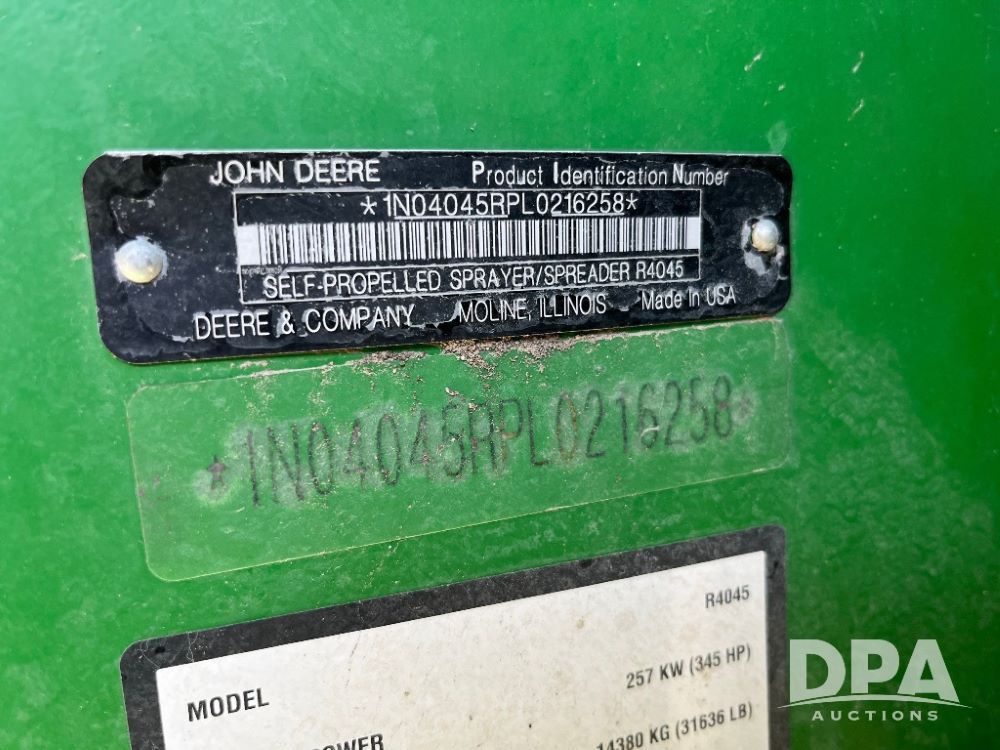 JOHN DEERE Product Identification Number
*1N04045RPL0216258*
SELF-PROPELLED SPRAYER/SPREADER R4045
DEERE & COMPANY MOLINE, ILLINOIS Made In USA
*1N04045RPL0216258*
R4045
MODEL 257 KW (345 HP)
POWER 14380 KG (31636 LB)
DPA
AUCTIONS